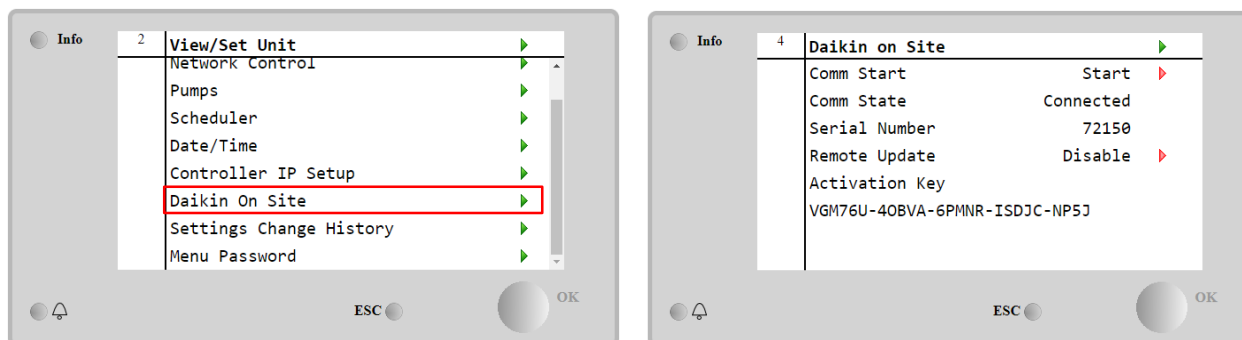 Info
2 View/Set Unit
Network Control
Pumps
Scheduler
Date/Time
Controller IP Setup
Daikin On Site
Settings Change History
Menu Password
ESC
OK
Info
4 Daikin on Site
Comm Start Start
Comm State Connected
Serial Number 72150
Remote Update Disable
Activation Key
VGM76U-4OBVA-6PMNR-ISDJC-NP5J
ESC
OK